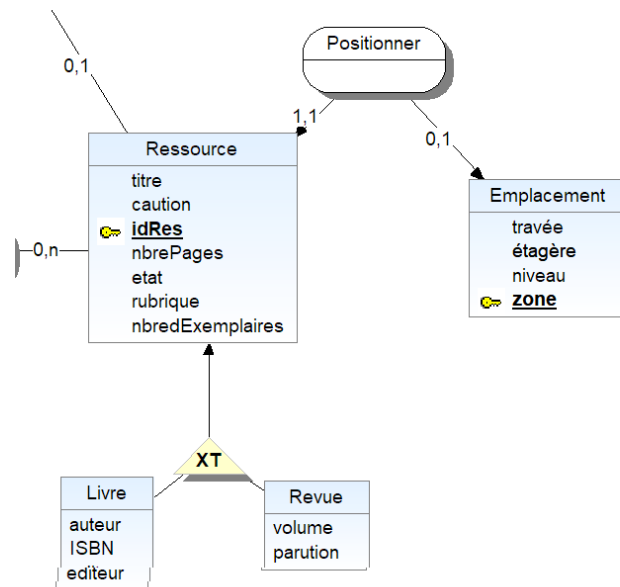 Positionner
0,1
1,1
0,1
Ressource
titre
caution
idRes
nbrePages
etat
rubrique
nbredExemplaires
0,n
Emplacement
travée
étagère
niveau
zone
XT
Livre
auteur
ISBN
editeur
Revue
volume
parution